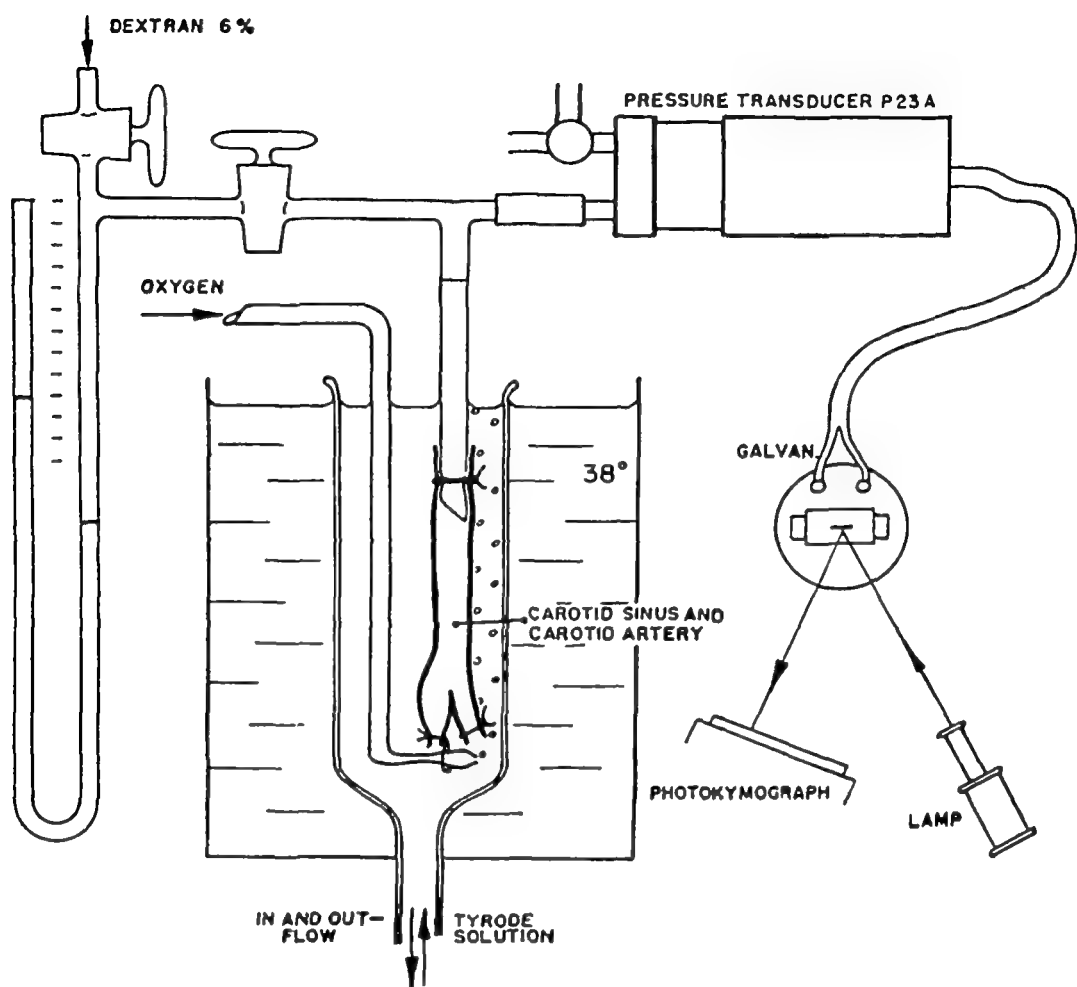 DEXTRAN 6%
PRESSURE TRANSDUCER P23A
OXYGEN
GALVAN.
38°
CAROTID SINUS AND
CAROTID ARTERY
PHOTOKYMOGRAPH
LAMP
IN AND OUT-
FLOW
TYRODE
SOLUTION